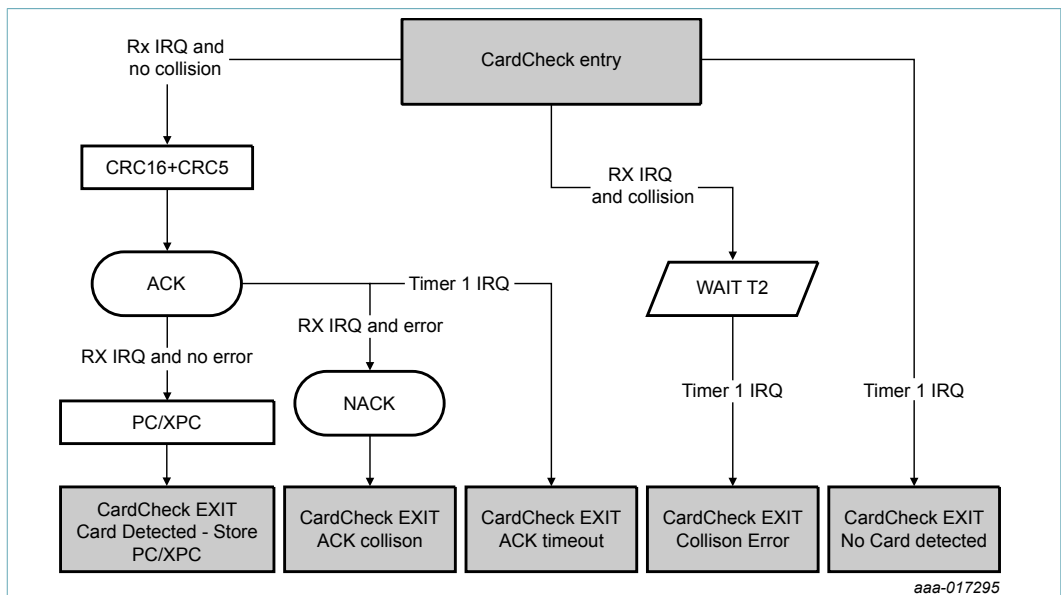 CardCheck entry
Rx IRQ and
no collision
CRC16+CRC5
RX IRQ
and collision
ACK
Timer 1 IRQ
WAIT T2
RX IRQ and error
RX IRQ and no error
NACK
Timer 1 IRQ
Timer 1 IRQ
PC/XPC
CardCheck EXIT
Card Detected - Store
PC/XPC
CardCheck EXIT
ACK collison
CardCheck EXIT
ACK timeout
CardCheck EXIT
Collison Error
CardCheck EXIT
No Card detected
aaa-017295